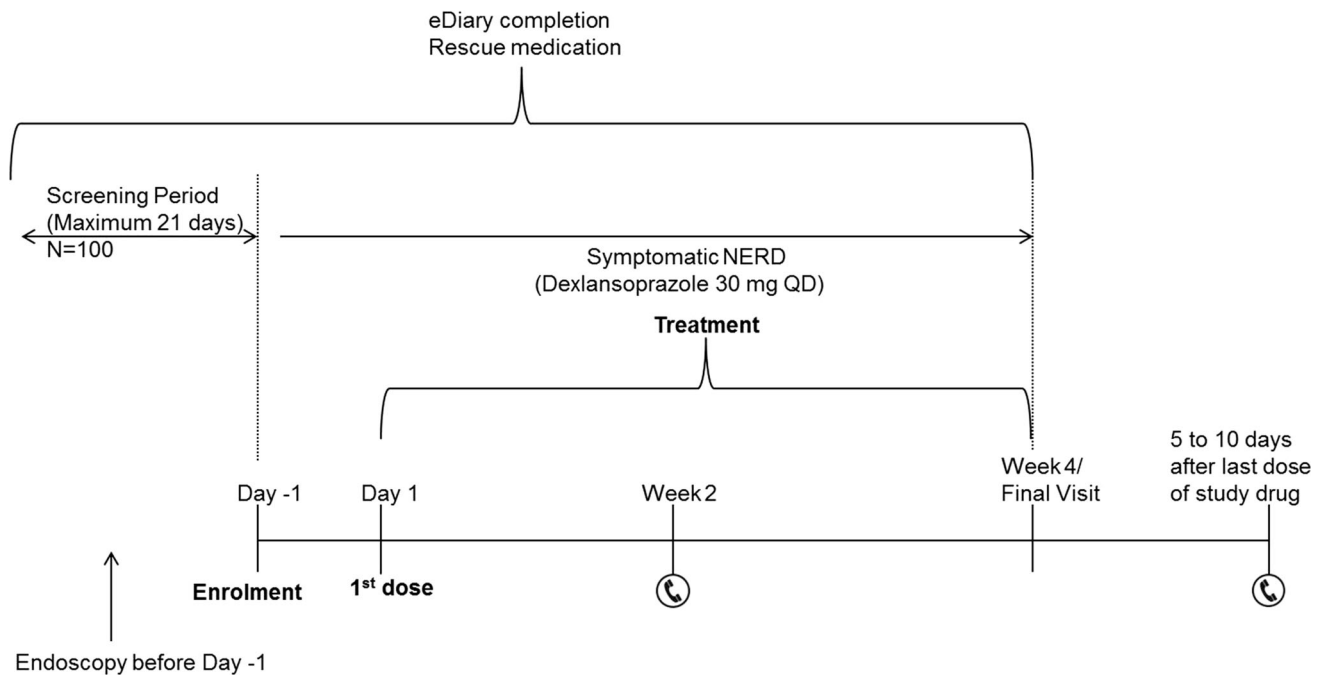 eDiary completion
Rescue medication
Screening Period
(Maximum 21 days)
N=100
Symptomatic NERD
(Dexlansoprazole 30 mg QD)
Treatment
Day -1
Day 1
Week 2
Week 4/
Final Visit
5 to 10 days
after last dose
of study drug
Enrolment
1st dose
Endoscopy before Day -1